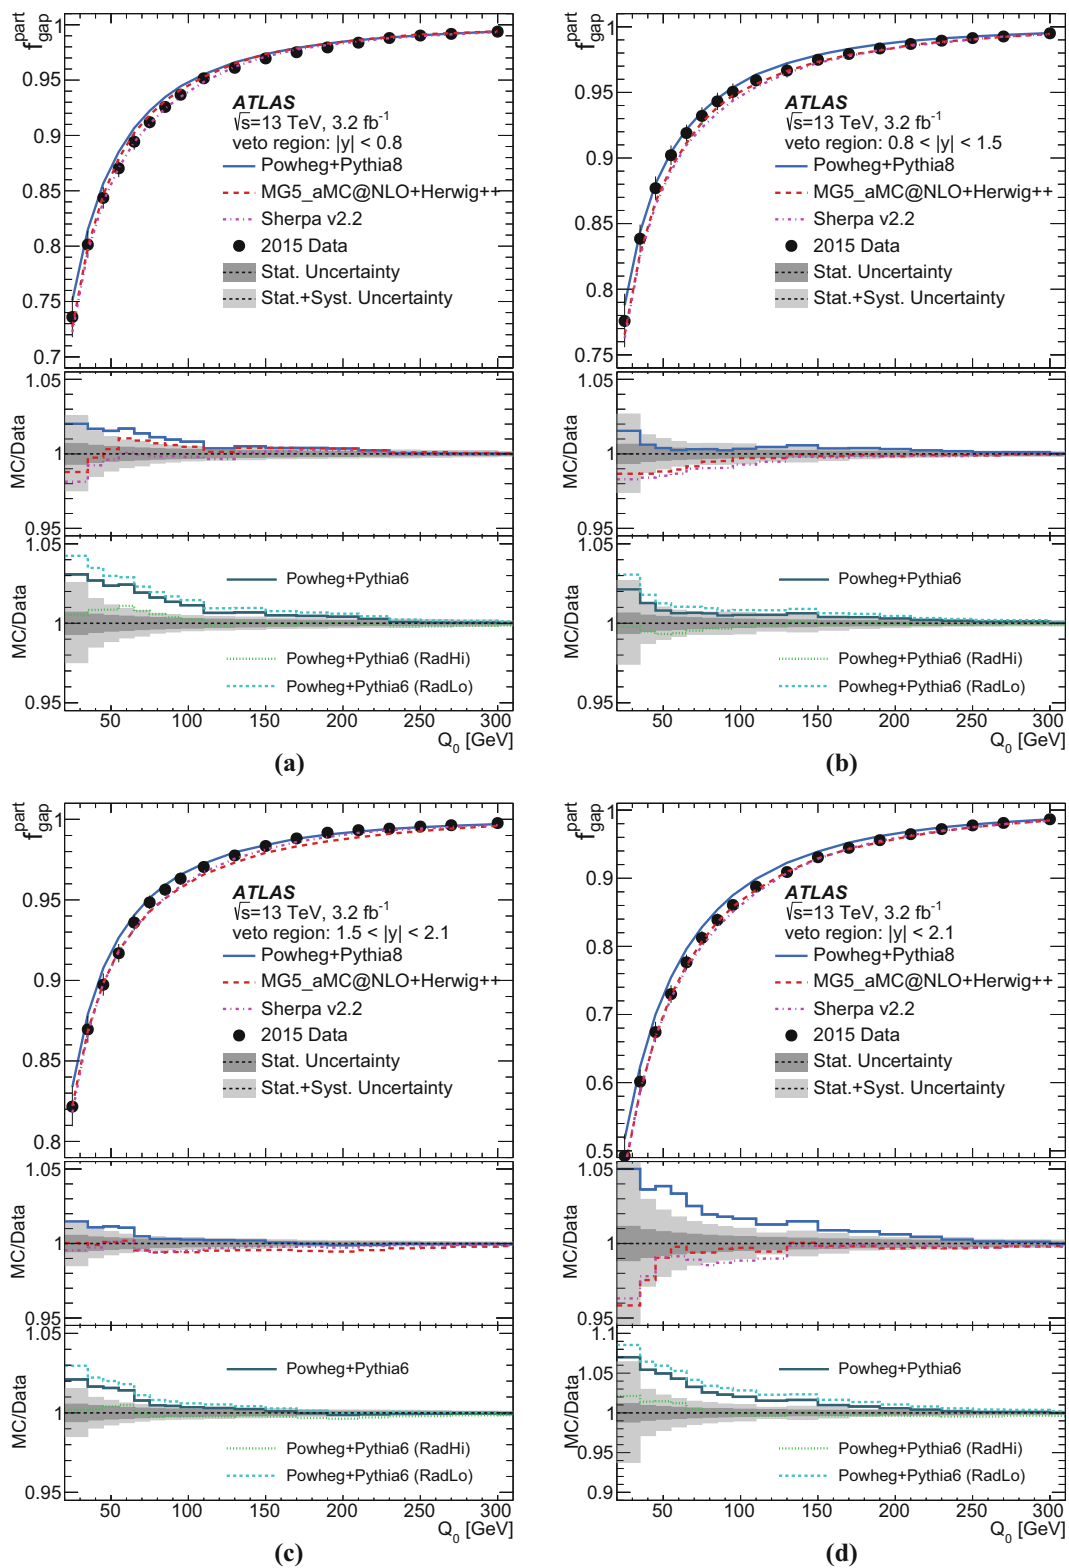 f_gap^part
1
0.95
0.9
0.85
0.8
0.75
0.7
ATLAS
√s=13 TeV, 3.2 fb⁻¹
veto region: |y| < 0.8
Powheg+Pythia8
MG5_aMC@NLO+Herwig++
Sherpa v2.2
2015 Data
Stat. Uncertainty
Stat.+Syst. Uncertainty
MC/Data
1.05
1
0.95
MC/Data
1.05
1
0.95
Powheg+Pythia6
Powheg+Pythia6 (RadHi)
Powheg+Pythia6 (RadLo)
50 100 150 200 250 300
Q₀ [GeV]
(a)
f_gap^part
1
0.95
0.9
0.85
0.8
0.75
ATLAS
√s=13 TeV, 3.2 fb⁻¹
veto region: 0.8 < |y| < 1.5
Powheg+Pythia8
MG5_aMC@NLO+Herwig++
Sherpa v2.2
2015 Data
Stat. Uncertainty
Stat.+Syst. Uncertainty
MC/Data
1.05
1
0.95
MC/Data
1.05
1
0.95
Powheg+Pythia6
Powheg+Pythia6 (RadHi)
Powheg+Pythia6 (RadLo)
50 100 150 200 250 300
Q₀ [GeV]
(b)
f_gap^part
1
0.95
0.9
0.85
0.8
ATLAS
√s=13 TeV, 3.2 fb⁻¹
veto region: 1.5 < |y| < 2.1
Powheg+Pythia8
MG5_aMC@NLO+Herwig++
Sherpa v2.2
2015 Data
Stat. Uncertainty
Stat.+Syst. Uncertainty
MC/Data
1.05
1
0.95
MC/Data
1.05
1
0.95
Powheg+Pythia6
Powheg+Pythia6 (RadHi)
Powheg+Pythia6 (RadLo)
50 100 150 200 250 300
Q₀ [GeV]
(c)
f_gap^part
1
0.9
0.8
0.7
0.6
0.5
ATLAS
√s=13 TeV, 3.2 fb⁻¹
veto region: |y| < 2.1
Powheg+Pythia8
MG5_aMC@NLO+Herwig++
Sherpa v2.2
2015 Data
Stat. Uncertainty
Stat.+Syst. Uncertainty
MC/Data
1.05
1
0.95
MC/Data
1.1
1.05
1
0.95
0.9
Powheg+Pythia6
Powheg+Pythia6 (RadHi)
Powheg+Pythia6 (RadLo)
50 100 150 200 250 300
Q₀ [GeV]
(d)